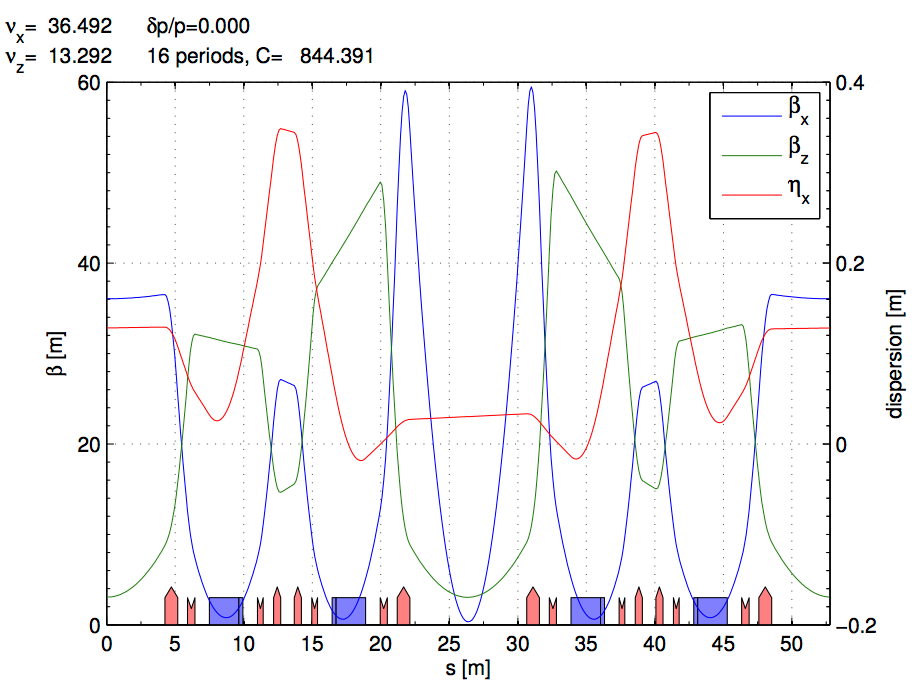 νx= 36.492 δp/p=0.000
νz= 13.292 16 periods, C= 844.391
60
40
20
0
β [m]
0 5 10 15 20 25 30 35 40 45 50
s [m]
0.4
0.2
0
−0.2
dispersion [m]
βx
βz
ηx